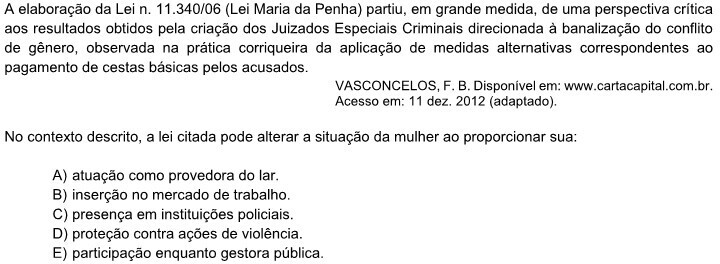 A elaboração da Lei n. 11.340/06 (Lei Maria da Penha) partiu, em grande medida, de uma perspectiva crítica
aos resultados obtidos pela criação dos Juizados Especiais Criminais direcionada à banalização do conflito
de gênero, observada na prática corriqueira da aplicação de medidas alternativas correspondentes ao
pagamento de cestas básicas pelos acusados.
VASCONCELOS, F. B. Disponível em: www.cartacapital.com.br.
Acesso em: 11 dez. 2012 (adaptado).
No contexto descrito, a lei citada pode alterar a situação da mulher ao proporcionar sua:
A) atuação como provedora do lar.
B) inserção no mercado de trabalho.
C) presença em instituições policiais.
D) proteção contra ações de violência.
E) participação enquanto gestora pública.